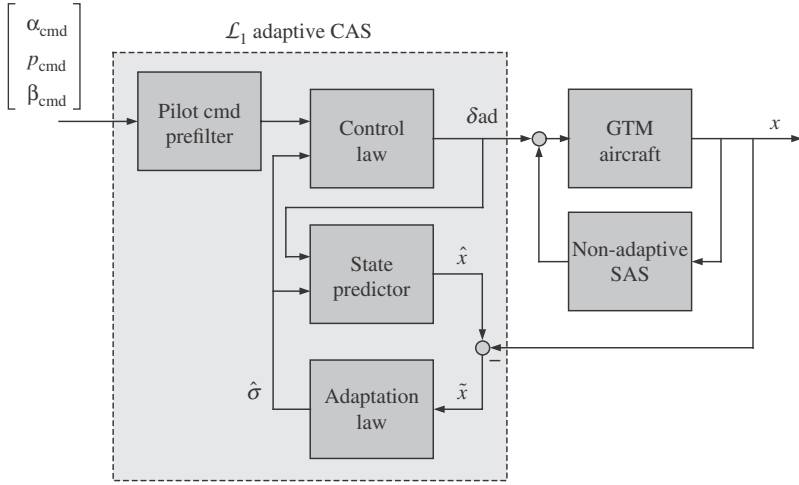 ℒ₁ adaptive CAS
α_cmd
p_cmd
β_cmd
Pilot cmd
prefilter
Control
law
δad
GTM
aircraft
x
Non-adaptive
SAS
State
predictor
x̂
−
σ̂
Adaptation
law
x̃